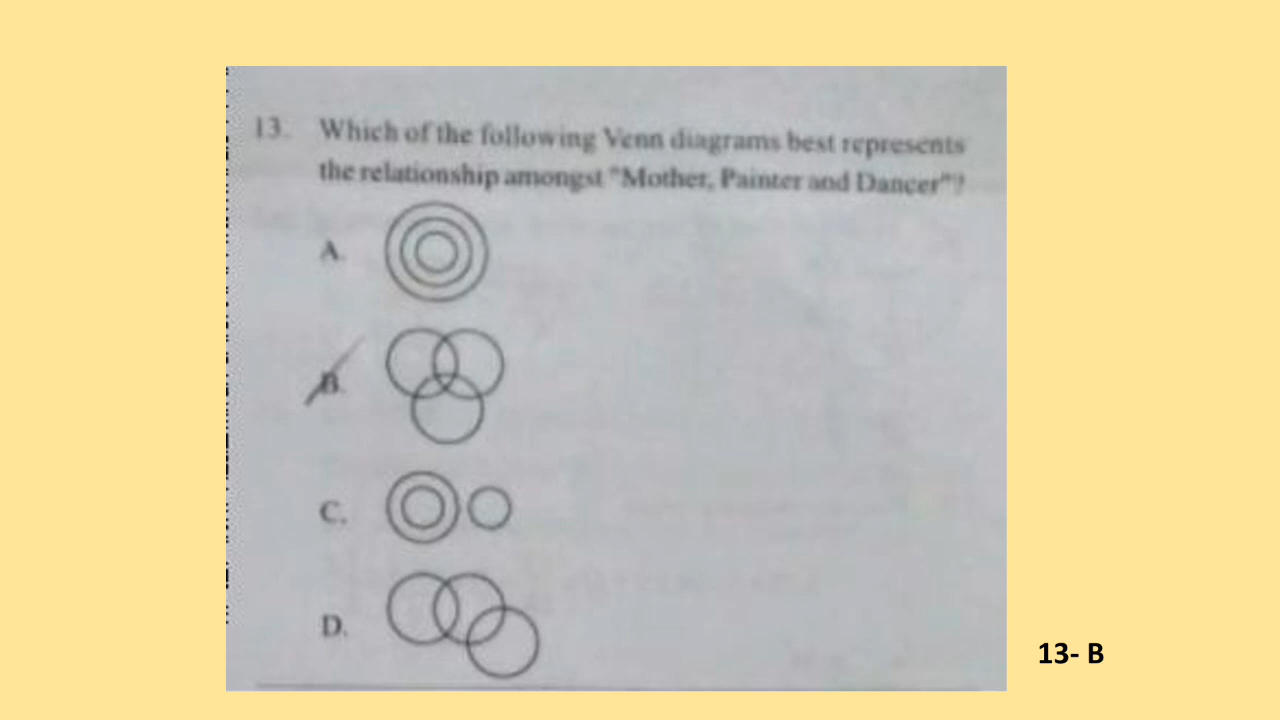 13. Which of the following Venn diagrams best represents
the relationship amongst "Mother, Painter and Dancer"?
A.
B.
C.
D.
13- B